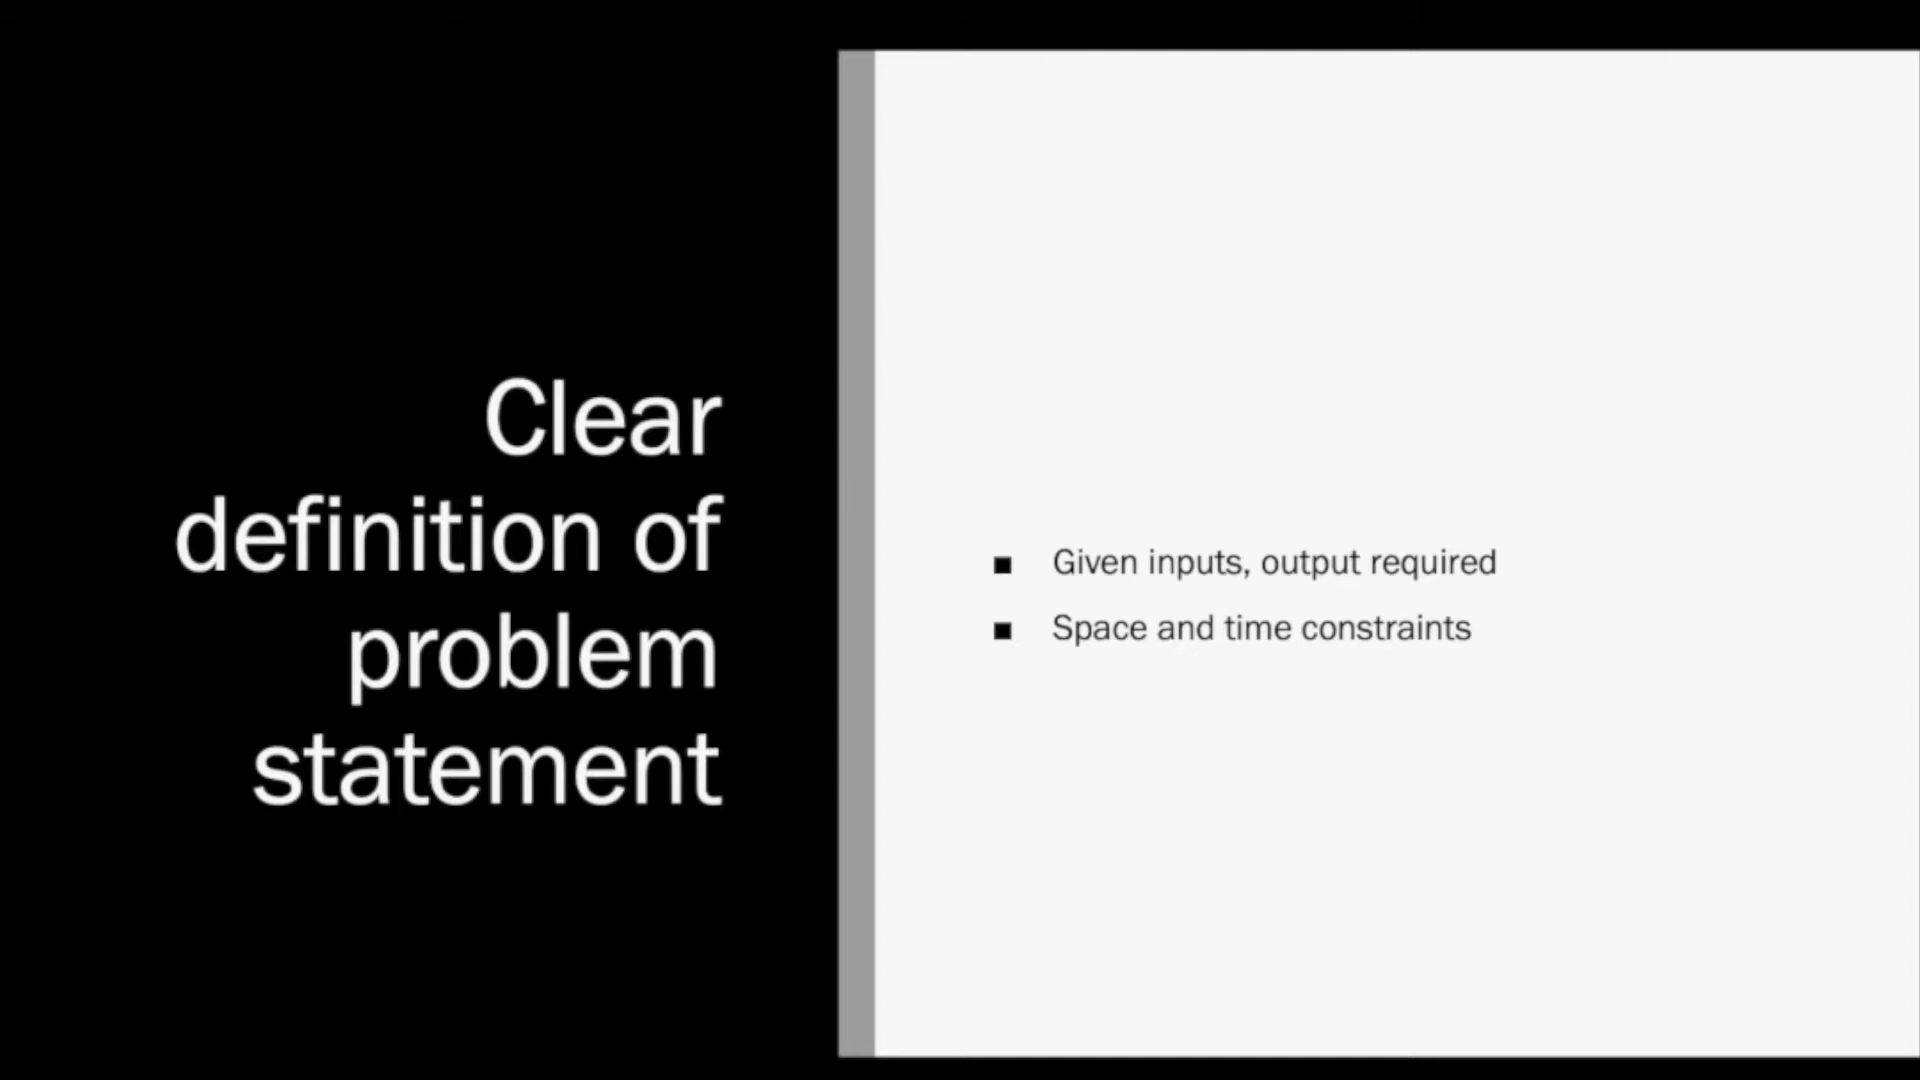 Clear
definition of
problem
statement
Given inputs, output required
Space and time constraints